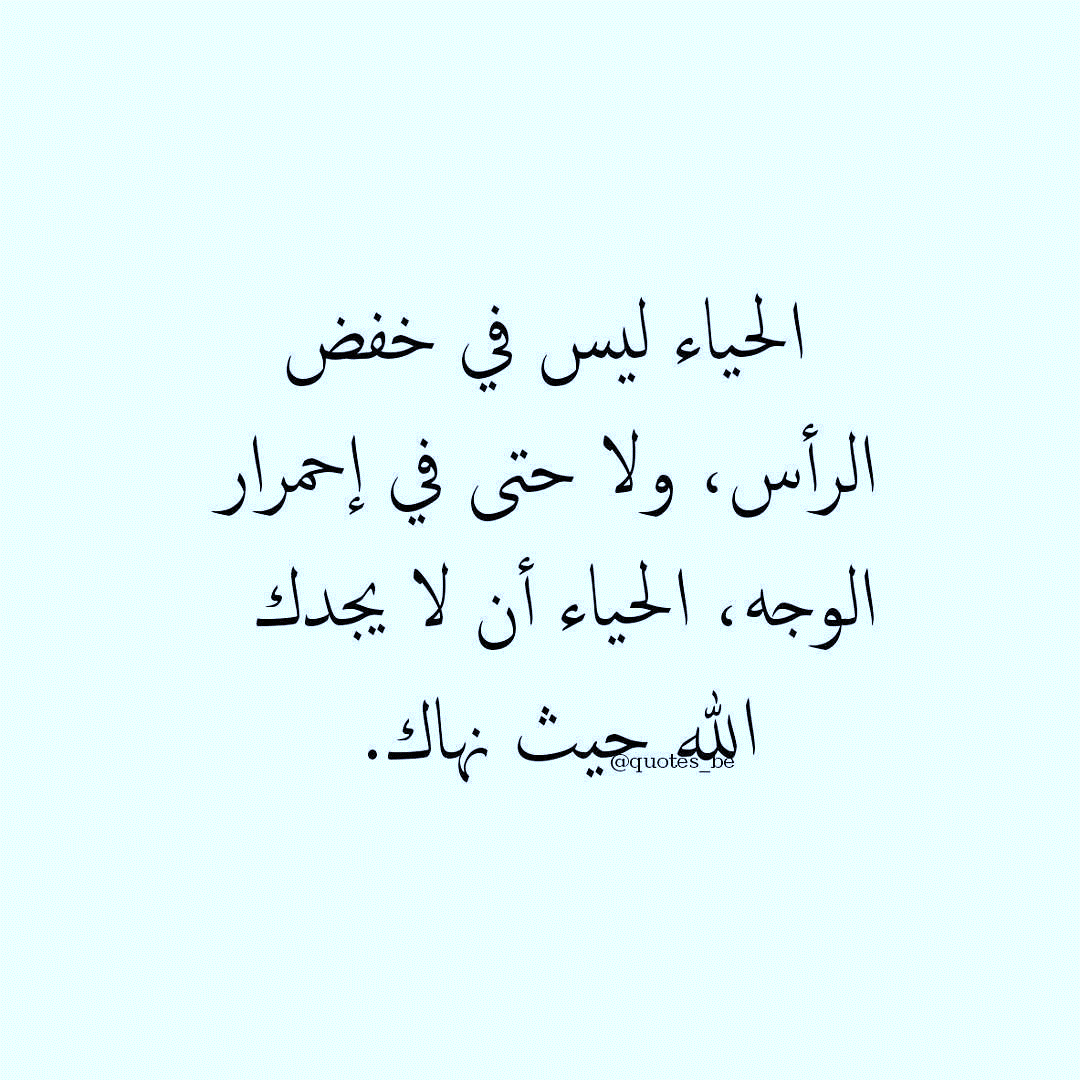 الحياء ليس في خفض
الرأس، ولا حتى في إحمرار
الوجه، الحياء أن لا يجدك
الله حيث نهاك.
@quotes_be